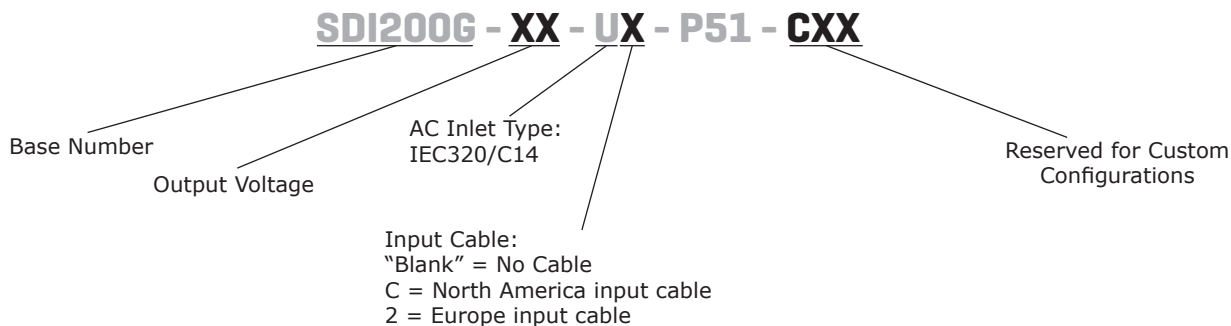 SDI200G - XX - UX - P51 - CXX
Base Number
Output Voltage
AC Inlet Type:
IEC320/C14
Input Cable:
“Blank” = No Cable
C = North America input cable
2 = Europe input cable
Reserved for Custom
Configurations